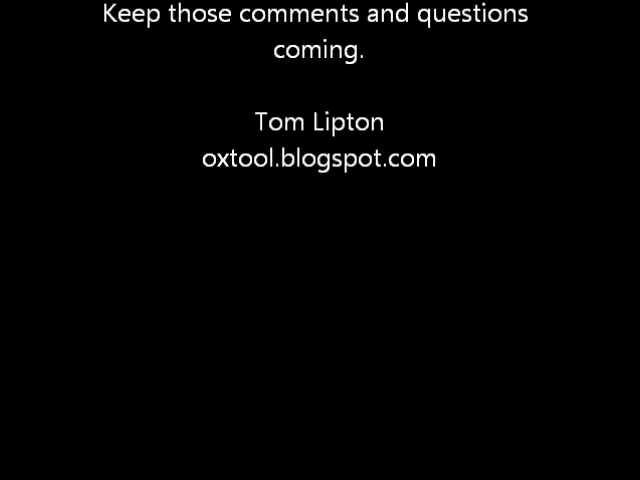 Keep those comments and questions
coming.
Tom Lipton
oxtool.blogspot.com